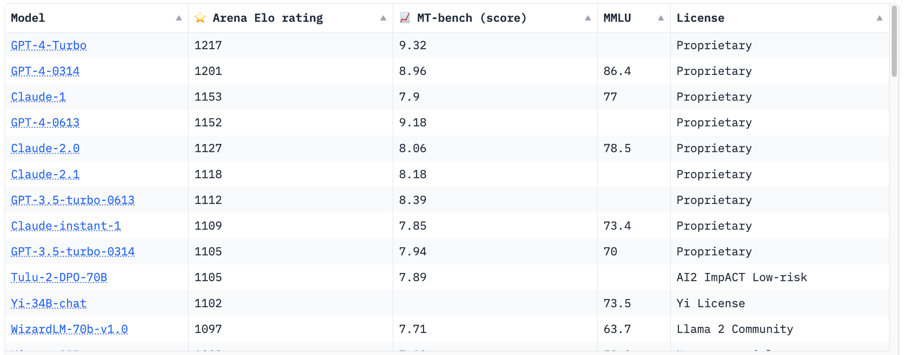 Model ▲ ⭐ Arena Elo rating ▲ 📈 MT-bench (score) ▲ MMLU ▲ License ▲
GPT-4-Turbo 1217 9.32 Proprietary
GPT-4-0314 1201 8.96 86.4 Proprietary
Claude-1 1153 7.9 77 Proprietary
GPT-4-0613 1152 9.18 Proprietary
Claude-2.0 1127 8.06 78.5 Proprietary
Claude-2.1 1118 8.18 Proprietary
GPT-3.5-turbo-0613 1112 8.39 Proprietary
Claude-instant-1 1109 7.85 73.4 Proprietary
GPT-3.5-turbo-0314 1105 7.94 70 Proprietary
Tulu-2-DPO-70B 1105 7.89 AI2 ImpACT Low-risk
Yi-34B-chat 1102 73.5 Yi License
WizardLM-70b-v1.0 1097 7.71 63.7 Llama 2 Community